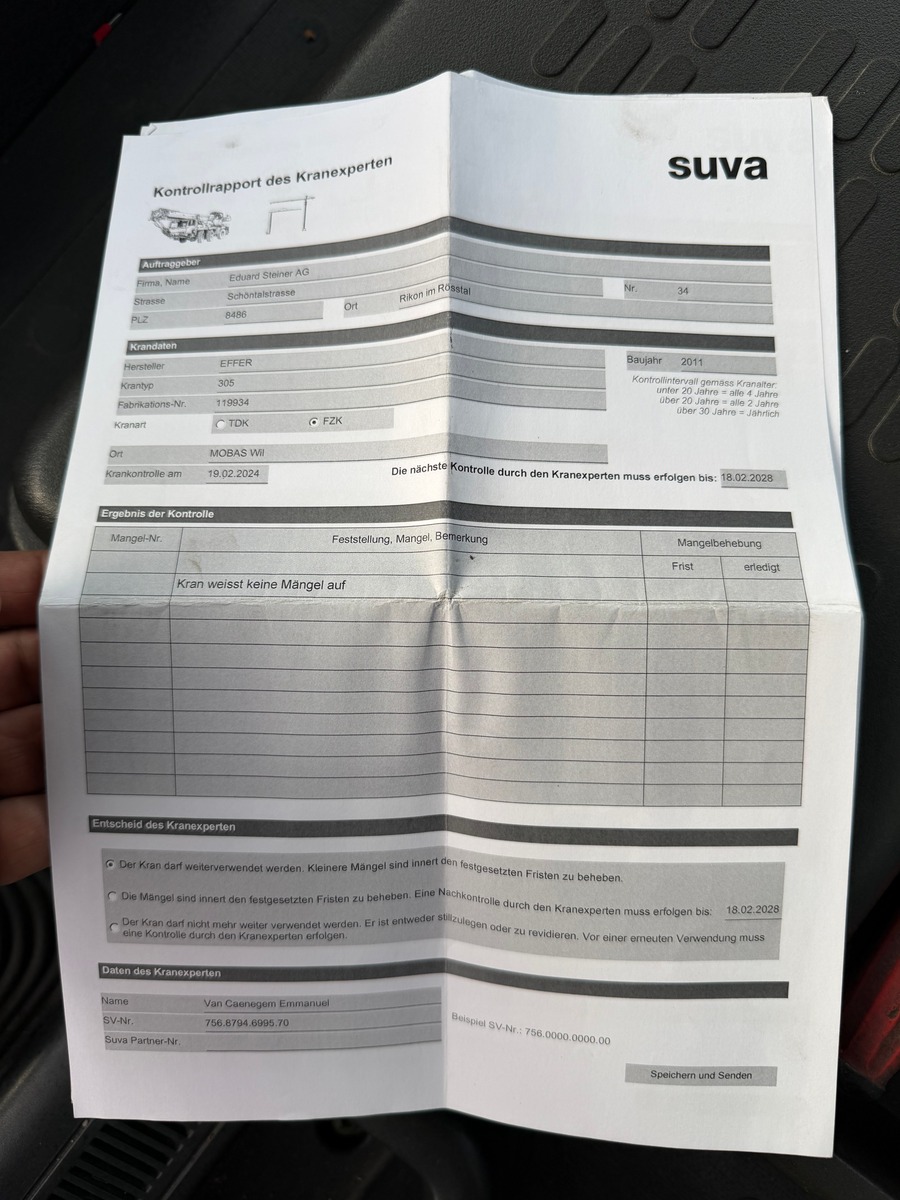 Kontrollrapport des Kranexperten
suva
Auftraggeber
Firma, Name Eduard Steiner AG
Strasse Schöntalstrasse Nr. 34
PLZ 8486 Ort Rikon im Rosstal
Krandaten
Hersteller EFFER Baujahr 2011
Krantyp 305
Fabrikations-Nr. 119934
Kranart TDK FZK
Kontrollintervall gemäss Kranalter:
unter 20 Jahre = alle 4 Jahre
über 20 Jahre = alle 2 Jahre
über 30 Jahre = Jährlich
Ort MOBAS Wil
Krankontrolle am 19.02.2024 Die nächste Kontrolle durch den Kranexperten muss erfolgen bis: 18.02.2028
Ergebnis der Kontrolle
Mangel-Nr. Feststellung, Mangel, Bemerkung Mangelbehebung
Frist erledigt
Kran weisst keine Mängel auf
Entscheid des Kranexperten
Der Kran darf weiterverwendet werden. Kleinere Mängel sind innert den festgesetzten Fristen zu beheben.
Die Mängel sind innert den festgesetzten Fristen zu beheben. Eine Nachkontrolle durch den Kranexperten muss erfolgen bis: 18.02.2028
Der Kran darf nicht mehr weiter verwendet werden. Er ist entweder stillzulegen oder zu revidieren. Vor einer erneuten Verwendung muss
eine Kontrolle durch den Kranexperten erfolgen.
Daten des Kranexperten
Name Van Caenegem Emmanuel
SV-Nr. 756.8794.6995.70 Beispiel SV-Nr.: 756.0000.0000.00
Suva Partner-Nr.
Speichern und Senden